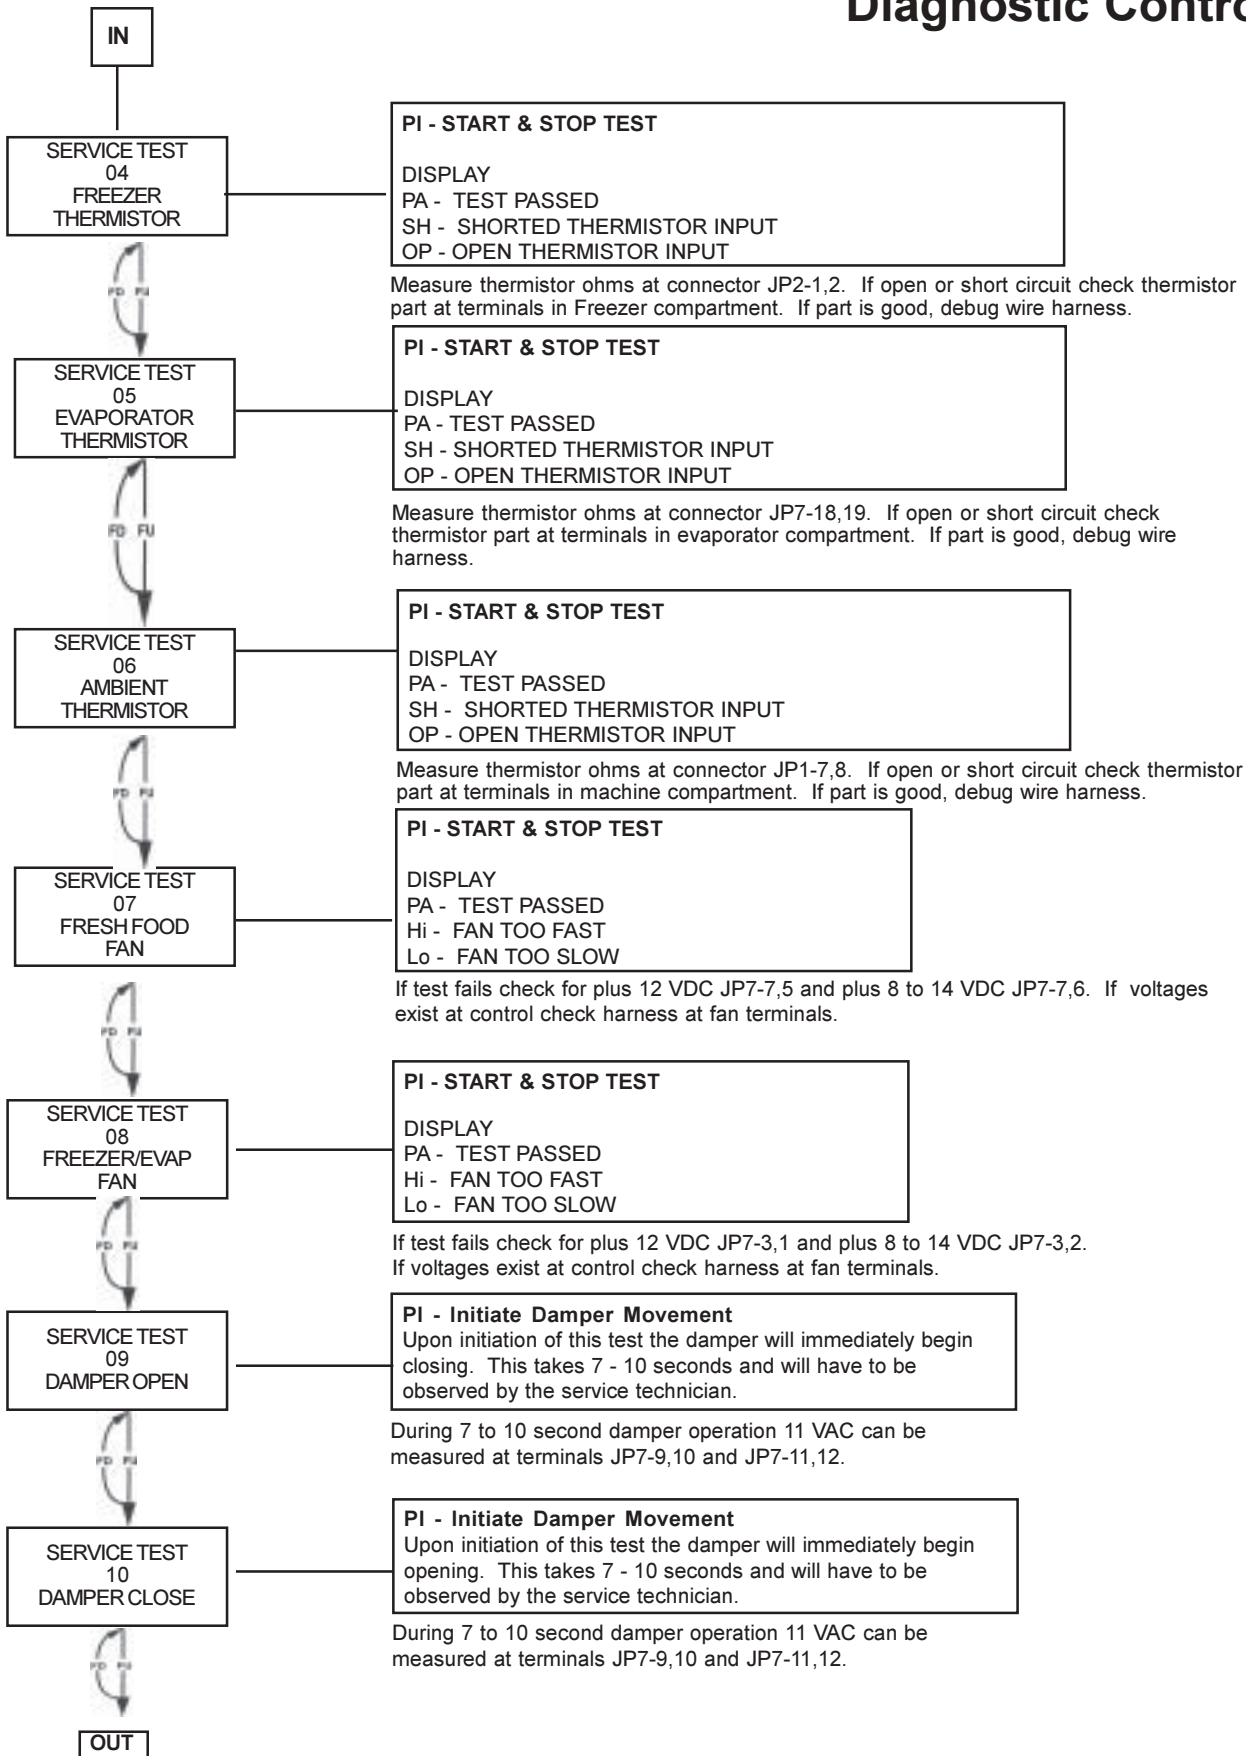 Diagnostic Contro
IN
SERVICE TEST
04
FREEZER
THERMISTOR
PI - START & STOP TEST
DISPLAY
PA - TEST PASSED
SH - SHORTED THERMISTOR INPUT
OP - OPEN THERMISTOR INPUT
Measure thermistor ohms at connector JP2-1,2. If open or short circuit check thermistor
part at terminals in Freezer compartment. If part is good, debug wire harness.
FD FU
SERVICE TEST
05
EVAPORATOR
THERMISTOR
PI - START & STOP TEST
DISPLAY
PA - TEST PASSED
SH - SHORTED THERMISTOR INPUT
OP - OPEN THERMISTOR INPUT
Measure thermistor ohms at connector JP7-18,19. If open or short circuit check
thermistor part at terminals in evaporator compartment. If part is good, debug wire
harness.
FD FU
SERVICE TEST
06
AMBIENT
THERMISTOR
PI - START & STOP TEST
DISPLAY
PA - TEST PASSED
SH - SHORTED THERMISTOR INPUT
OP - OPEN THERMISTOR INPUT
Measure thermistor ohms at connector JP1-7,8. If open or short circuit check thermistor
part at terminals in machine compartment. If part is good, debug wire harness.
FD FU
SERVICE TEST
07
FRESH FOOD
FAN
PI - START & STOP TEST
DISPLAY
PA - TEST PASSED
Hi - FAN TOO FAST
Lo - FAN TOO SLOW
If test fails check for plus 12 VDC JP7-7,5 and plus 8 to 14 VDC JP7-7,6. If voltages
exist at control check harness at fan terminals.
FD FU
SERVICE TEST
08
FREEZER/EVAP
FAN
PI - START & STOP TEST
DISPLAY
PA - TEST PASSED
Hi - FAN TOO FAST
Lo - FAN TOO SLOW
If test fails check for plus 12 VDC JP7-3,1 and plus 8 to 14 VDC JP7-3,2.
If voltages exist at control check harness at fan terminals.
FD FU
SERVICE TEST
09
DAMPER OPEN
PI - Initiate Damper Movement
Upon initiation of this test the damper will immediately begin
closing. This takes 7 - 10 seconds and will have to be
observed by the service technician.
During 7 to 10 second damper operation 11 VAC can be
measured at terminals JP7-9,10 and JP7-11,12.
FD FU
SERVICE TEST
10
DAMPER CLOSE
PI - Initiate Damper Movement
Upon initiation of this test the damper will immediately begin
opening. This takes 7 - 10 seconds and will have to be
observed by the service technician.
During 7 to 10 second damper operation 11 VAC can be
measured at terminals JP7-9,10 and JP7-11,12.
FD FU
OUT